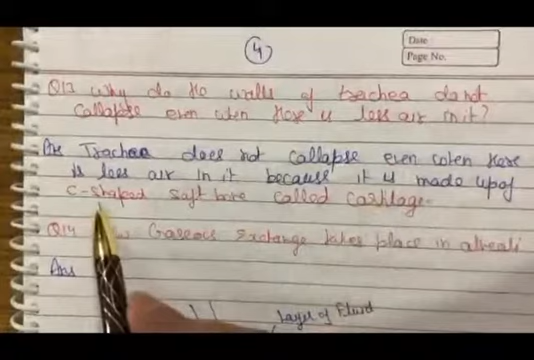 4
Date
Page No.
Q13 Why do the walls of trachea do not
collapse even when there is less air in it?
Ans Trachea does not collapse even when there
is less air in it because it is made up of
C-shaped soft bone called cartilage.
Q14 Gaseous exchange takes place in alveoli
Ans
Layer of Fluid